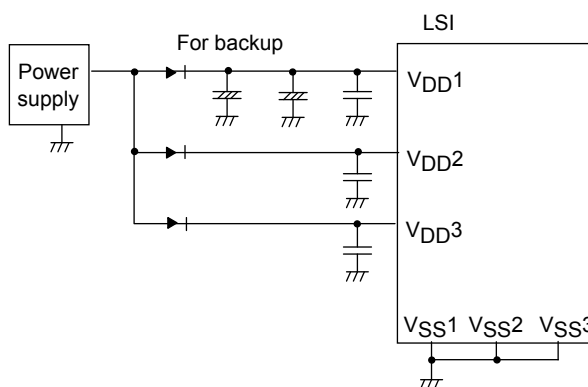 LSI
For backup
Power
supply
VDD1
VDD2
VDD3
VSS1 VSS2 VSS3